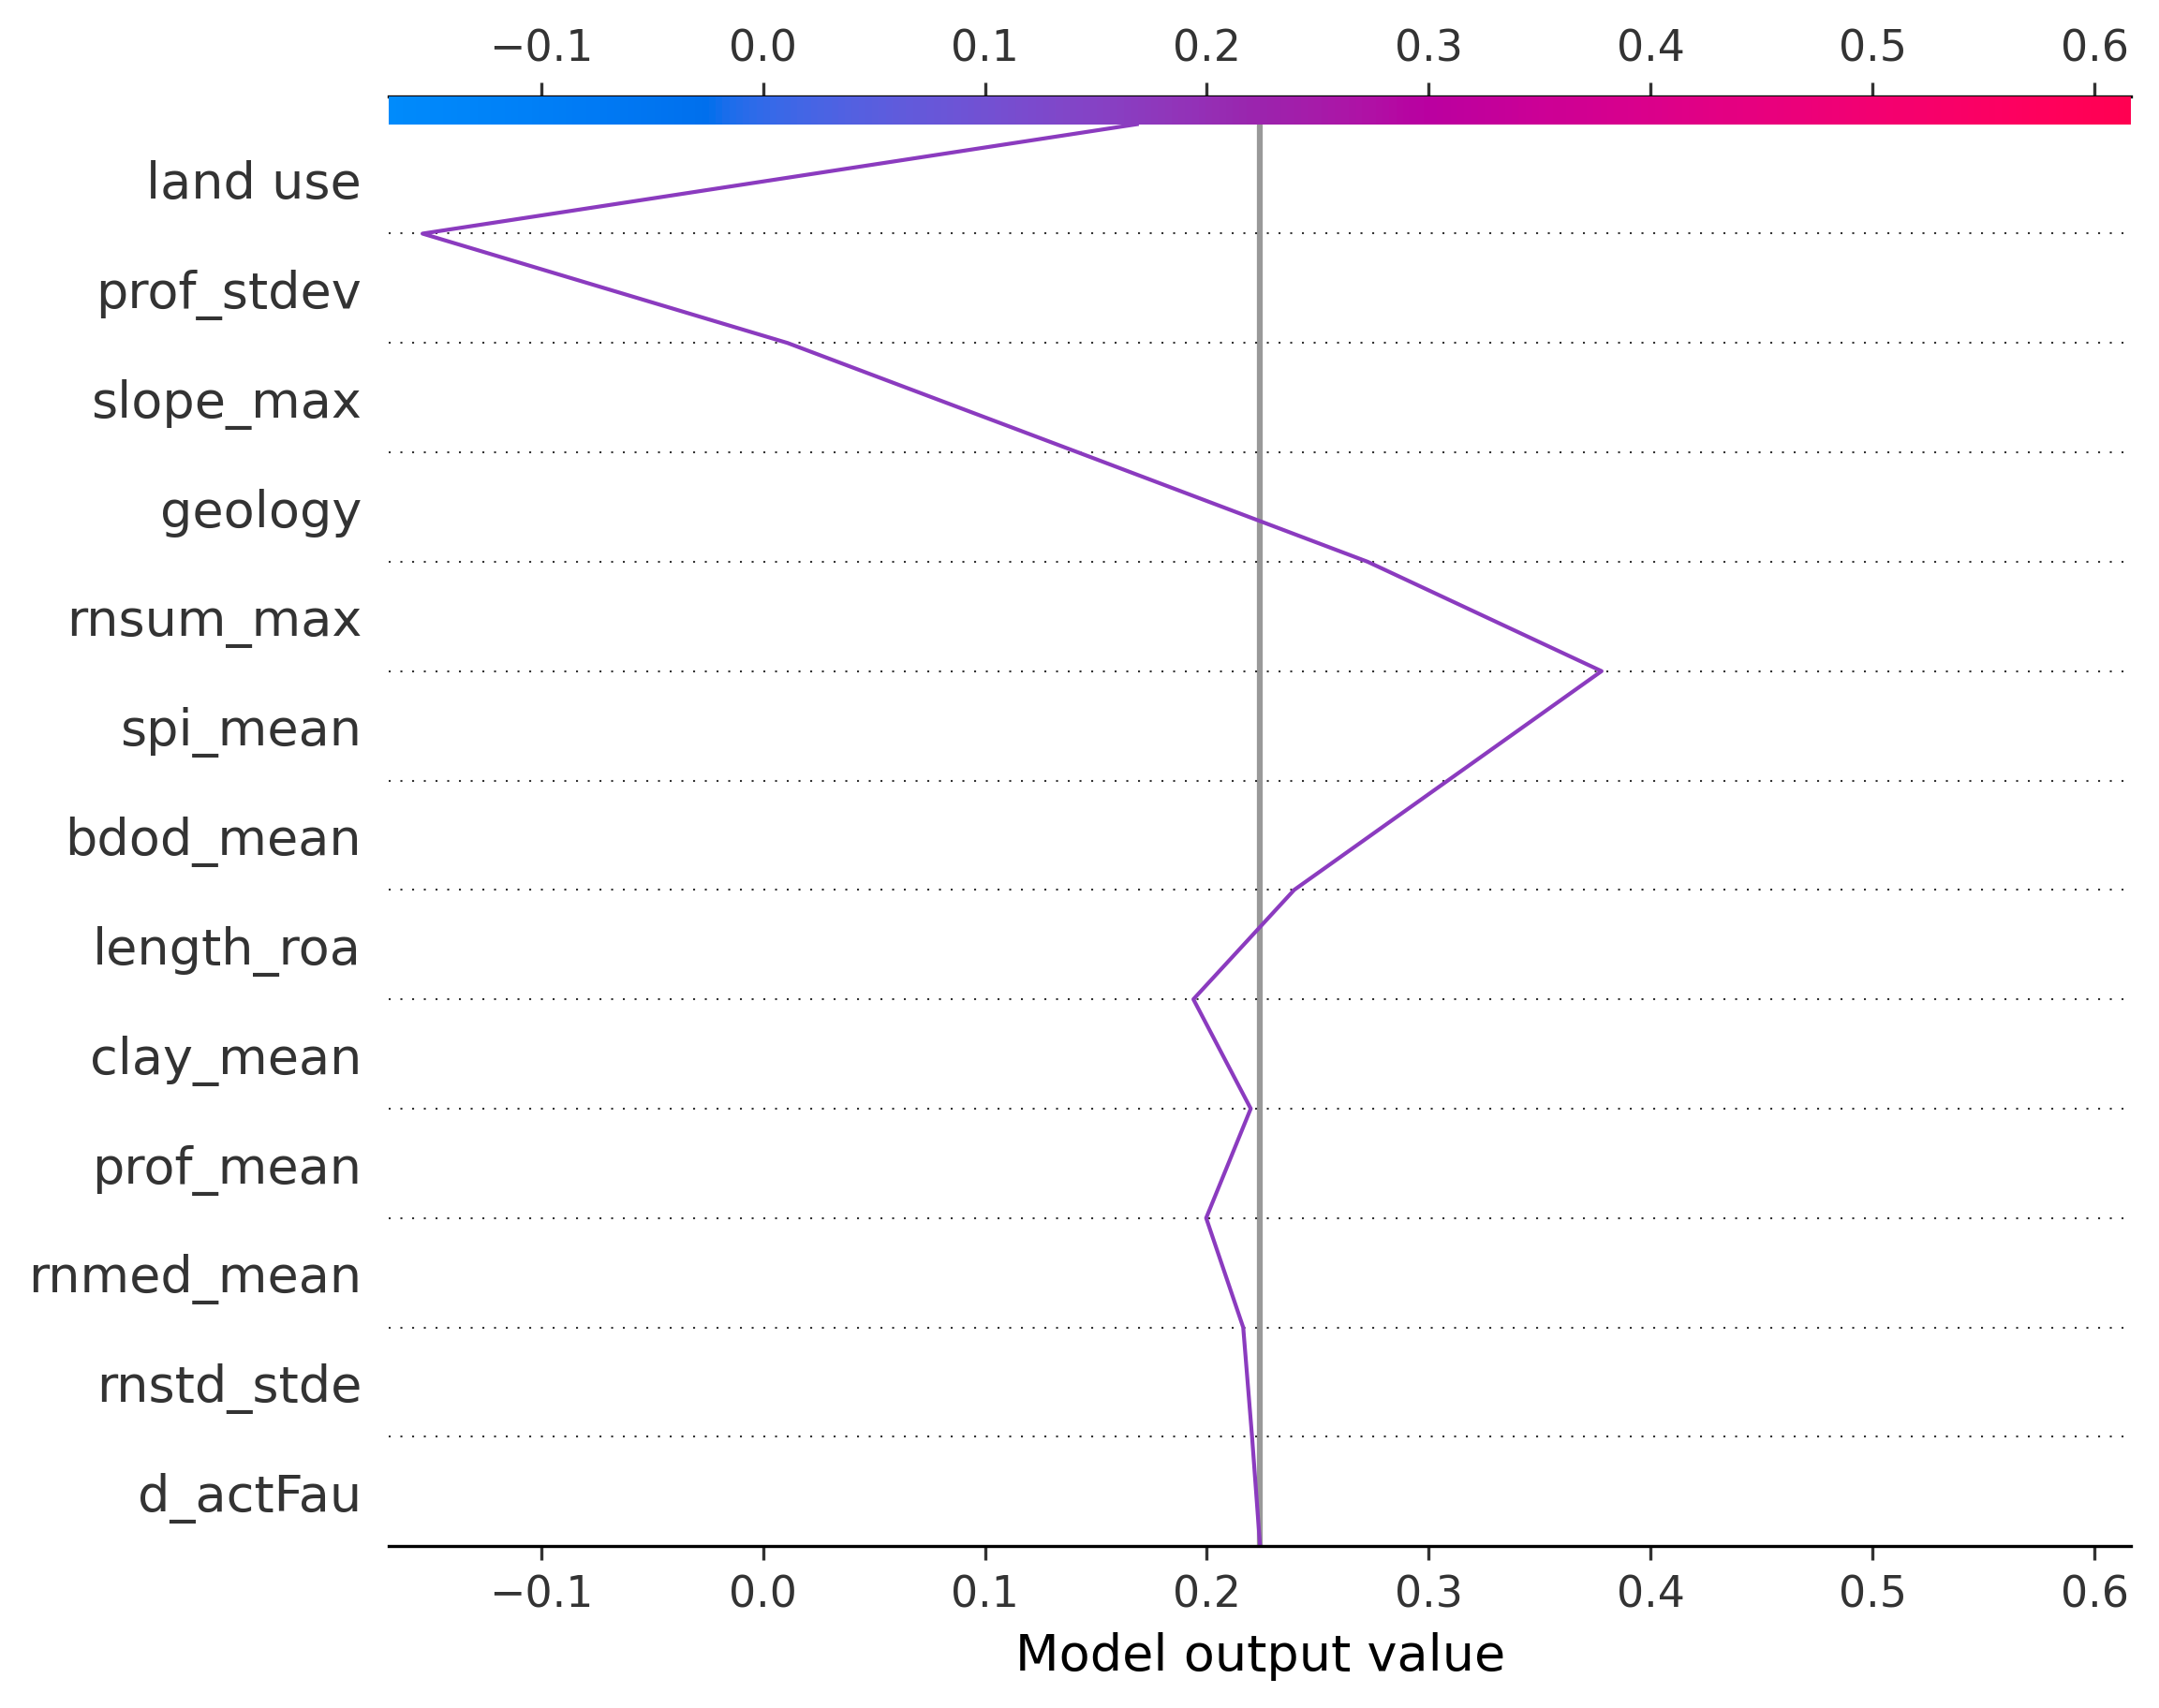 −0.1 0.0 0.1 0.2 0.3 0.4 0.5 0.6
land use
prof_stdev
slope_max
geology
rnsum_max
spi_mean
bdod_mean
length_roa
clay_mean
prof_mean
rnmed_mean
rnstd_stde
d_actFau
−0.1 0.0 0.1 0.2 0.3 0.4 0.5 0.6
Model output value